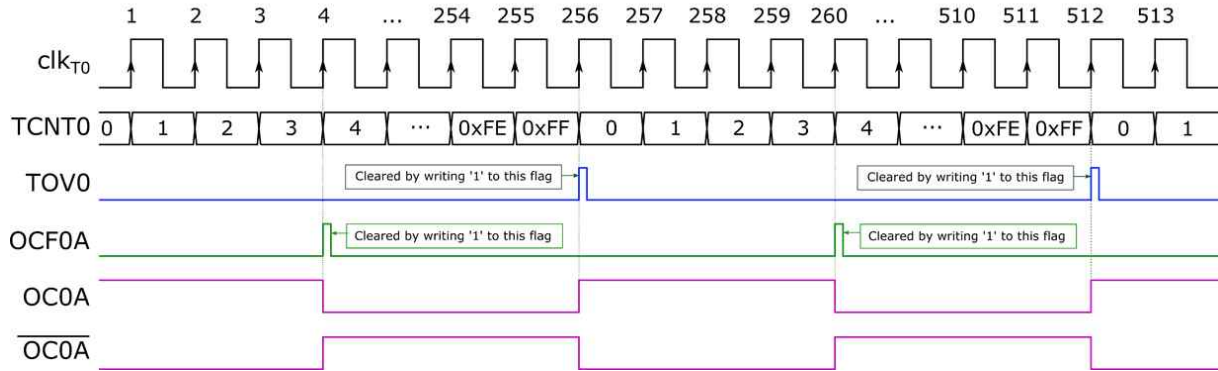 1 2 3 4 ... 254 255 256 257 258 259 260 ... 510 511 512 513
clkT0
TCNT0 0 1 2 3 4 ... 0xFE 0xFF 0 1 2 3 4 ... 0xFE 0xFF 0 1
TOV0 Cleared by writing '1' to this flag Cleared by writing '1' to this flag
OCF0A Cleared by writing '1' to this flag Cleared by writing '1' to this flag
OC0A
OC0A